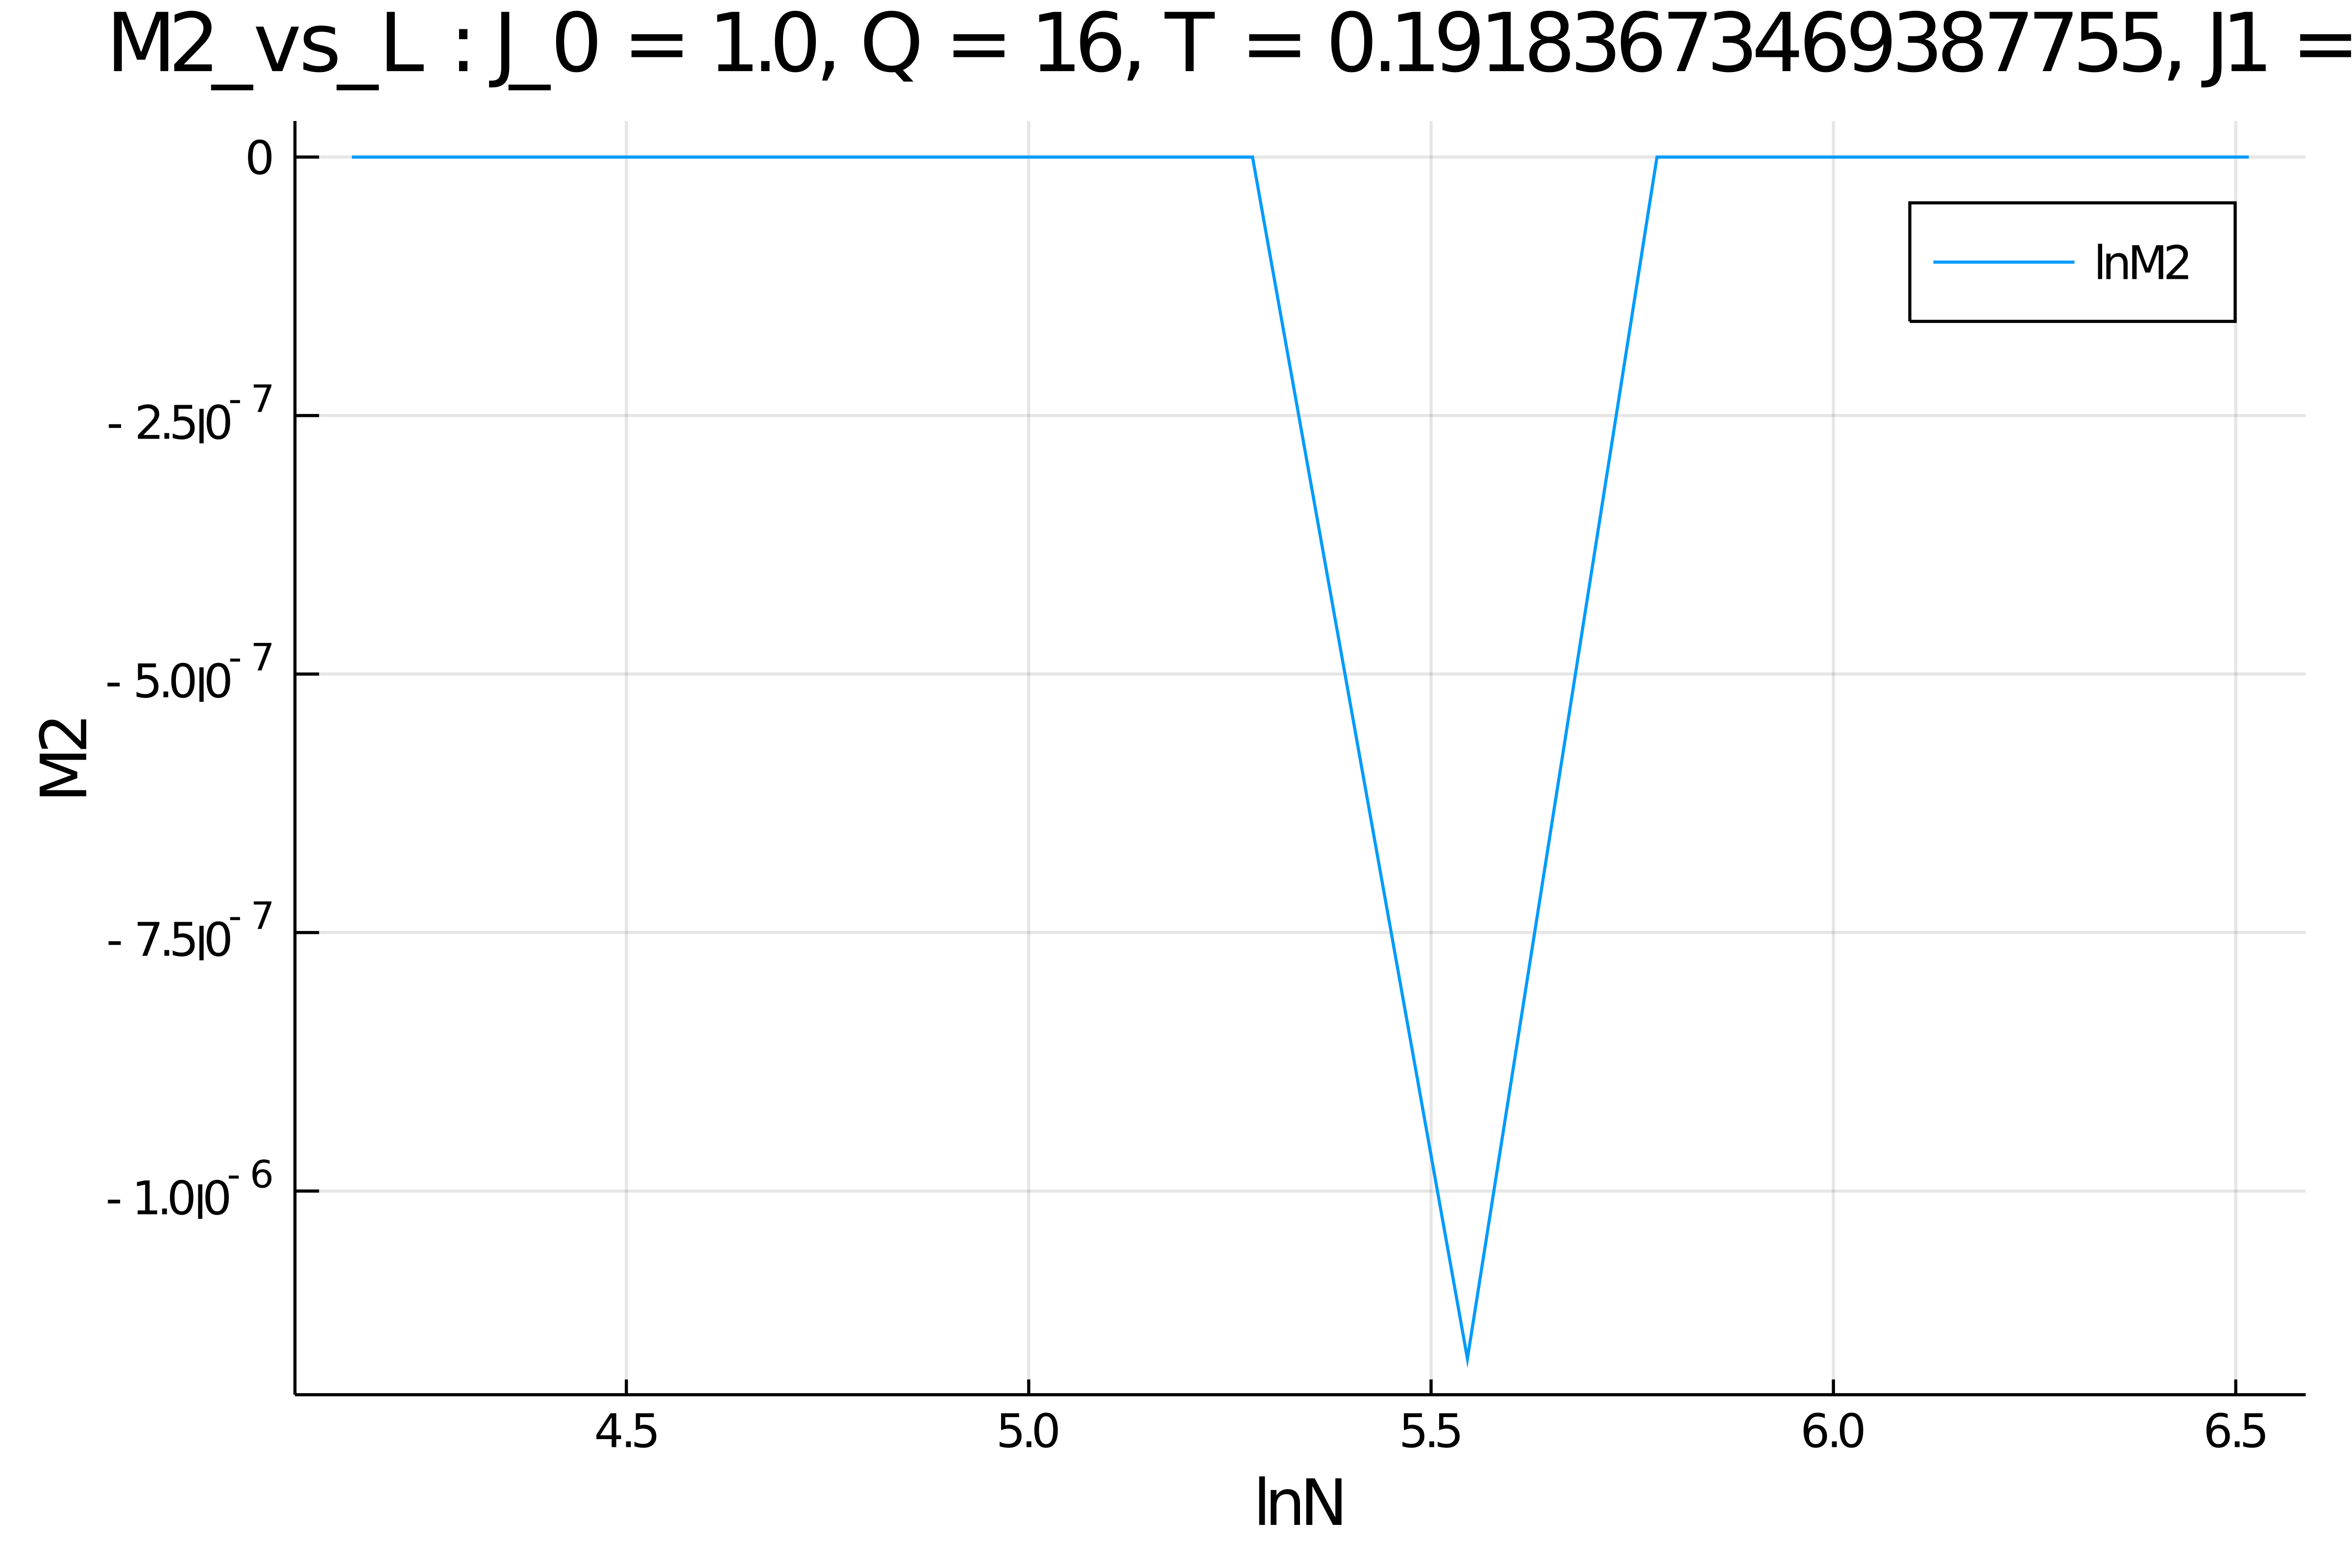 M2_vs_L : J_0 = 1.0, Q = 16, T = 0.19183673469387755, J1 =
0
lnM2
- 2.5|0^- 7
- 5.0|0^- 7
M2
- 7.5|0^- 7
- 1.0|0^- 6
4.5 5.0 5.5 6.0 6.5
lnN